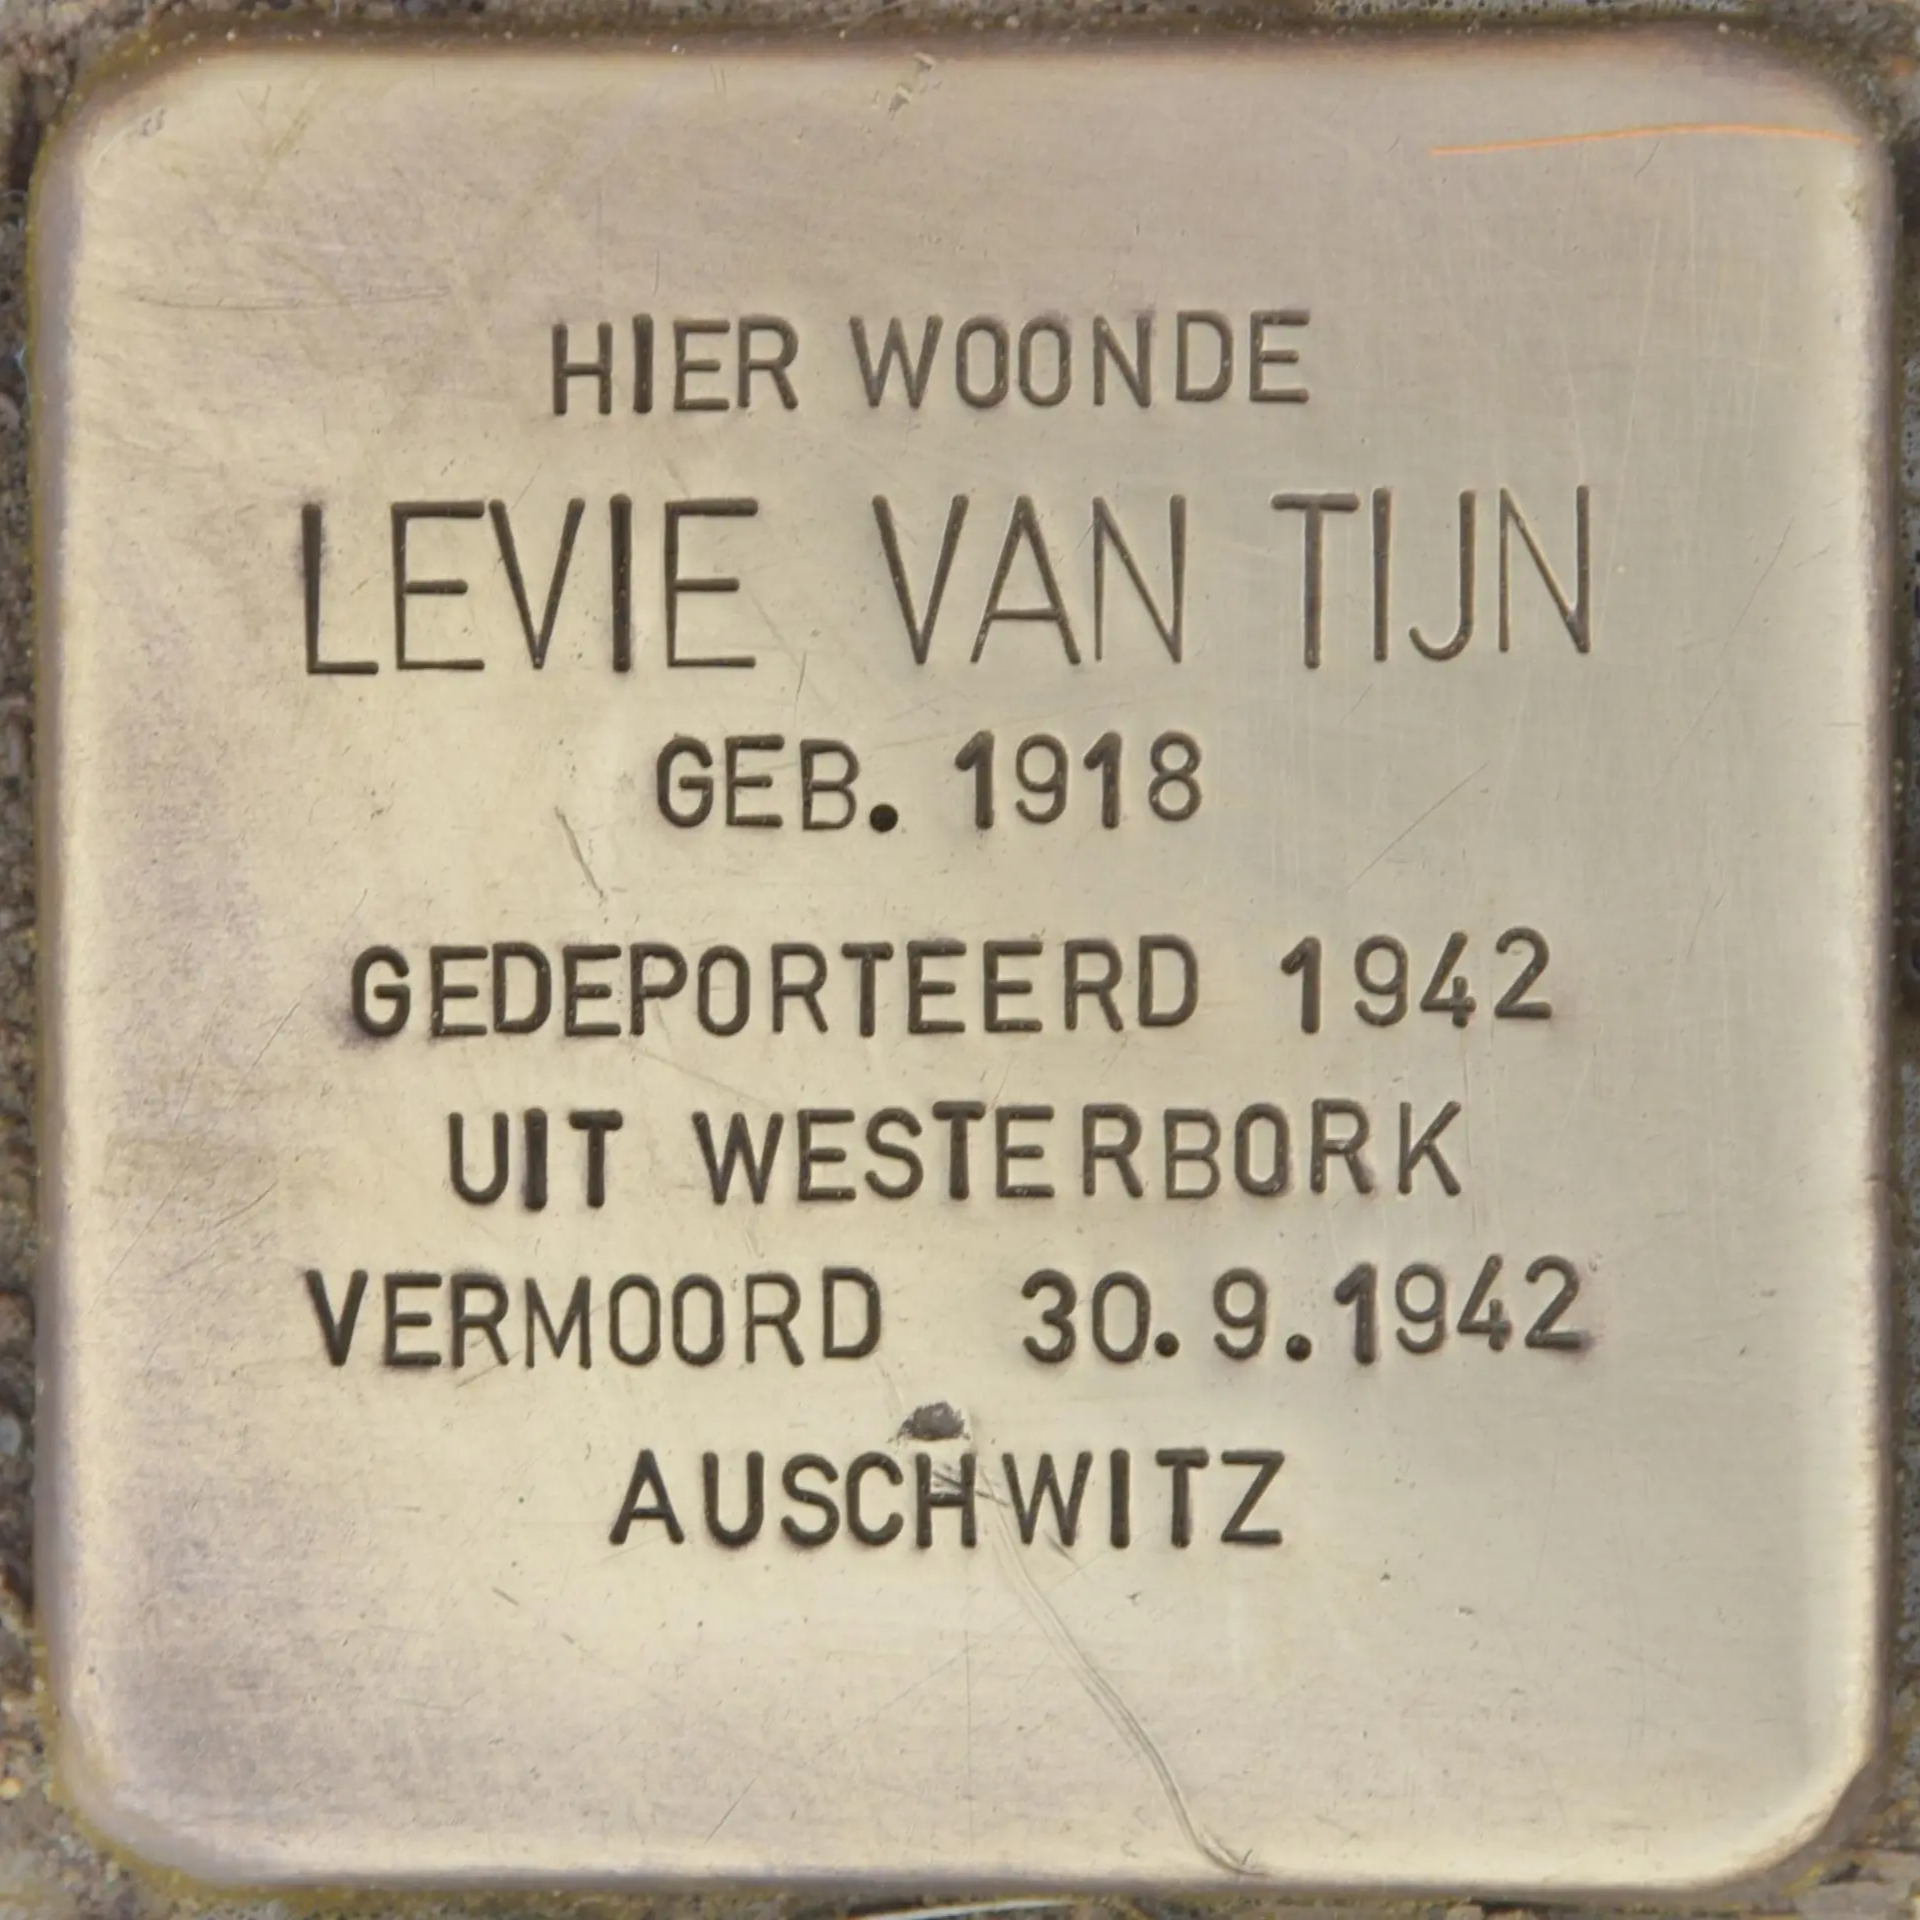 HIER WOONDE
LEVIE VAN TIJN
GEB. 1918
GEDEPORTEERD 1942
UIT WESTERBORK
VERMOORD 30.9.1942
AUSCHWITZ